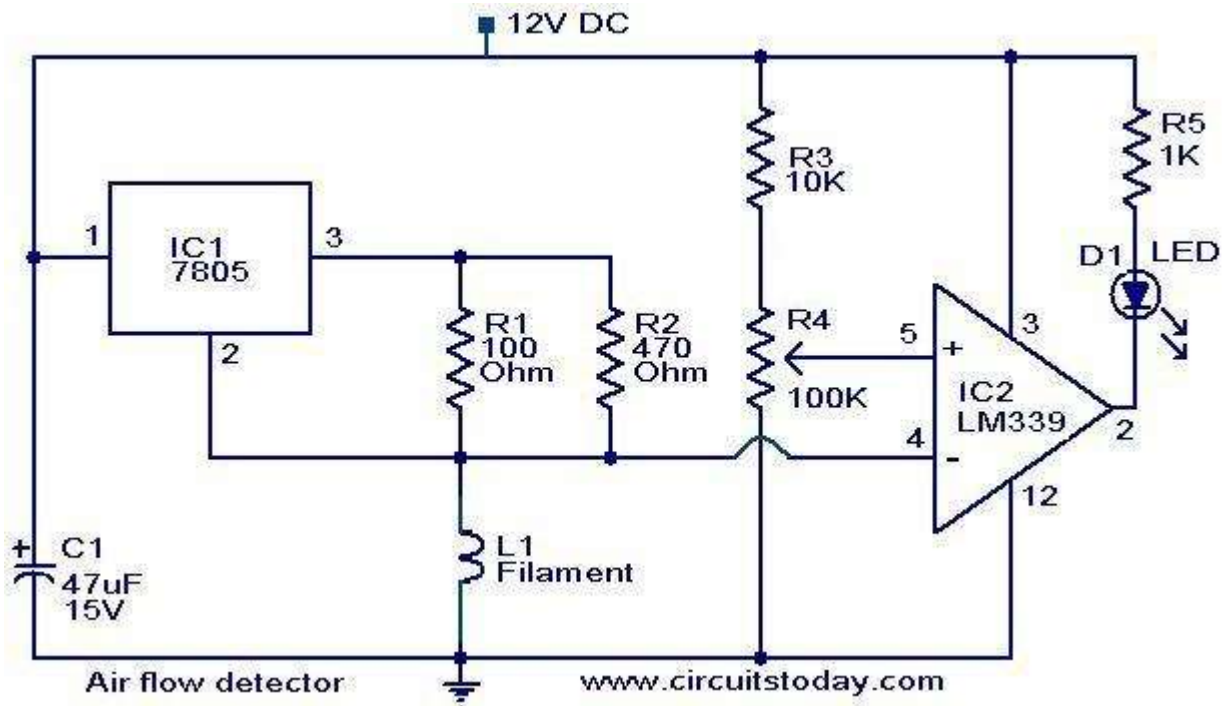 12V DC
R5
1K
R3
10K
1
IC1
7805
3
2
D1
LED
R1
100
Ohm
R2
470
Ohm
R4
100K
5
+
3
IC2
LM339
2
4
-
12
+
C1
47uF
15V
L1
Filament
Air flow detector
www.circuitstoday.com